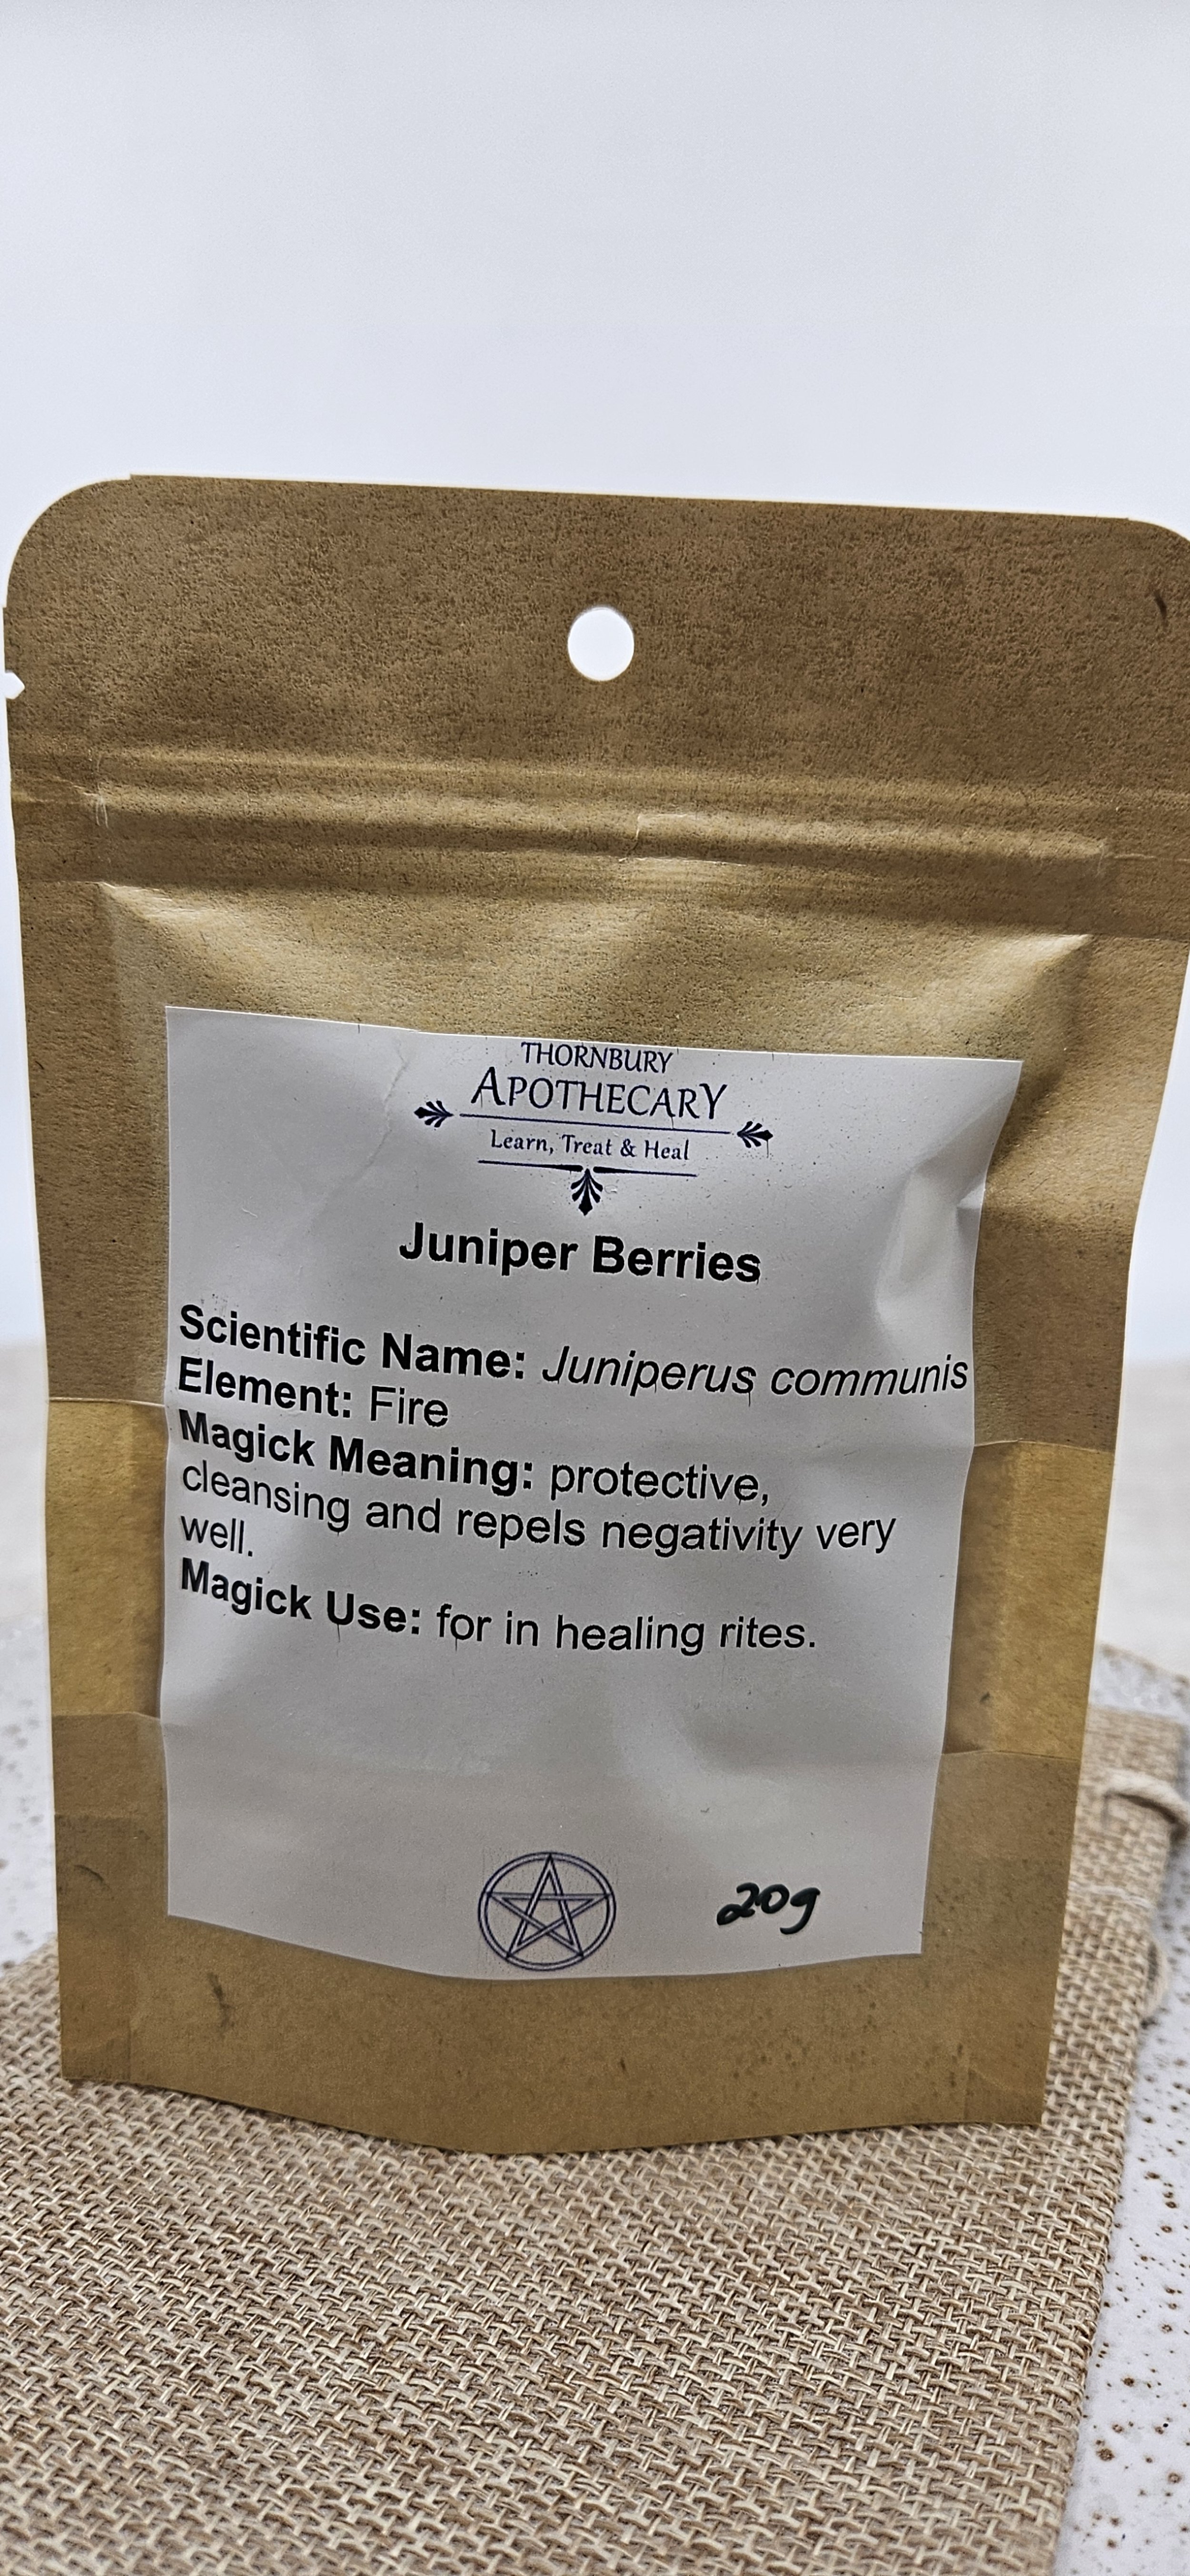 THORNBURY
APOTHECARY
Learn, Treat & Heal
Juniper Berries
Scientific Name: Juniperus communis
Element: Fire
Magick Meaning: protective,
cleansing and repels negativity very
well.
Magick Use: for in healing rites.
20g